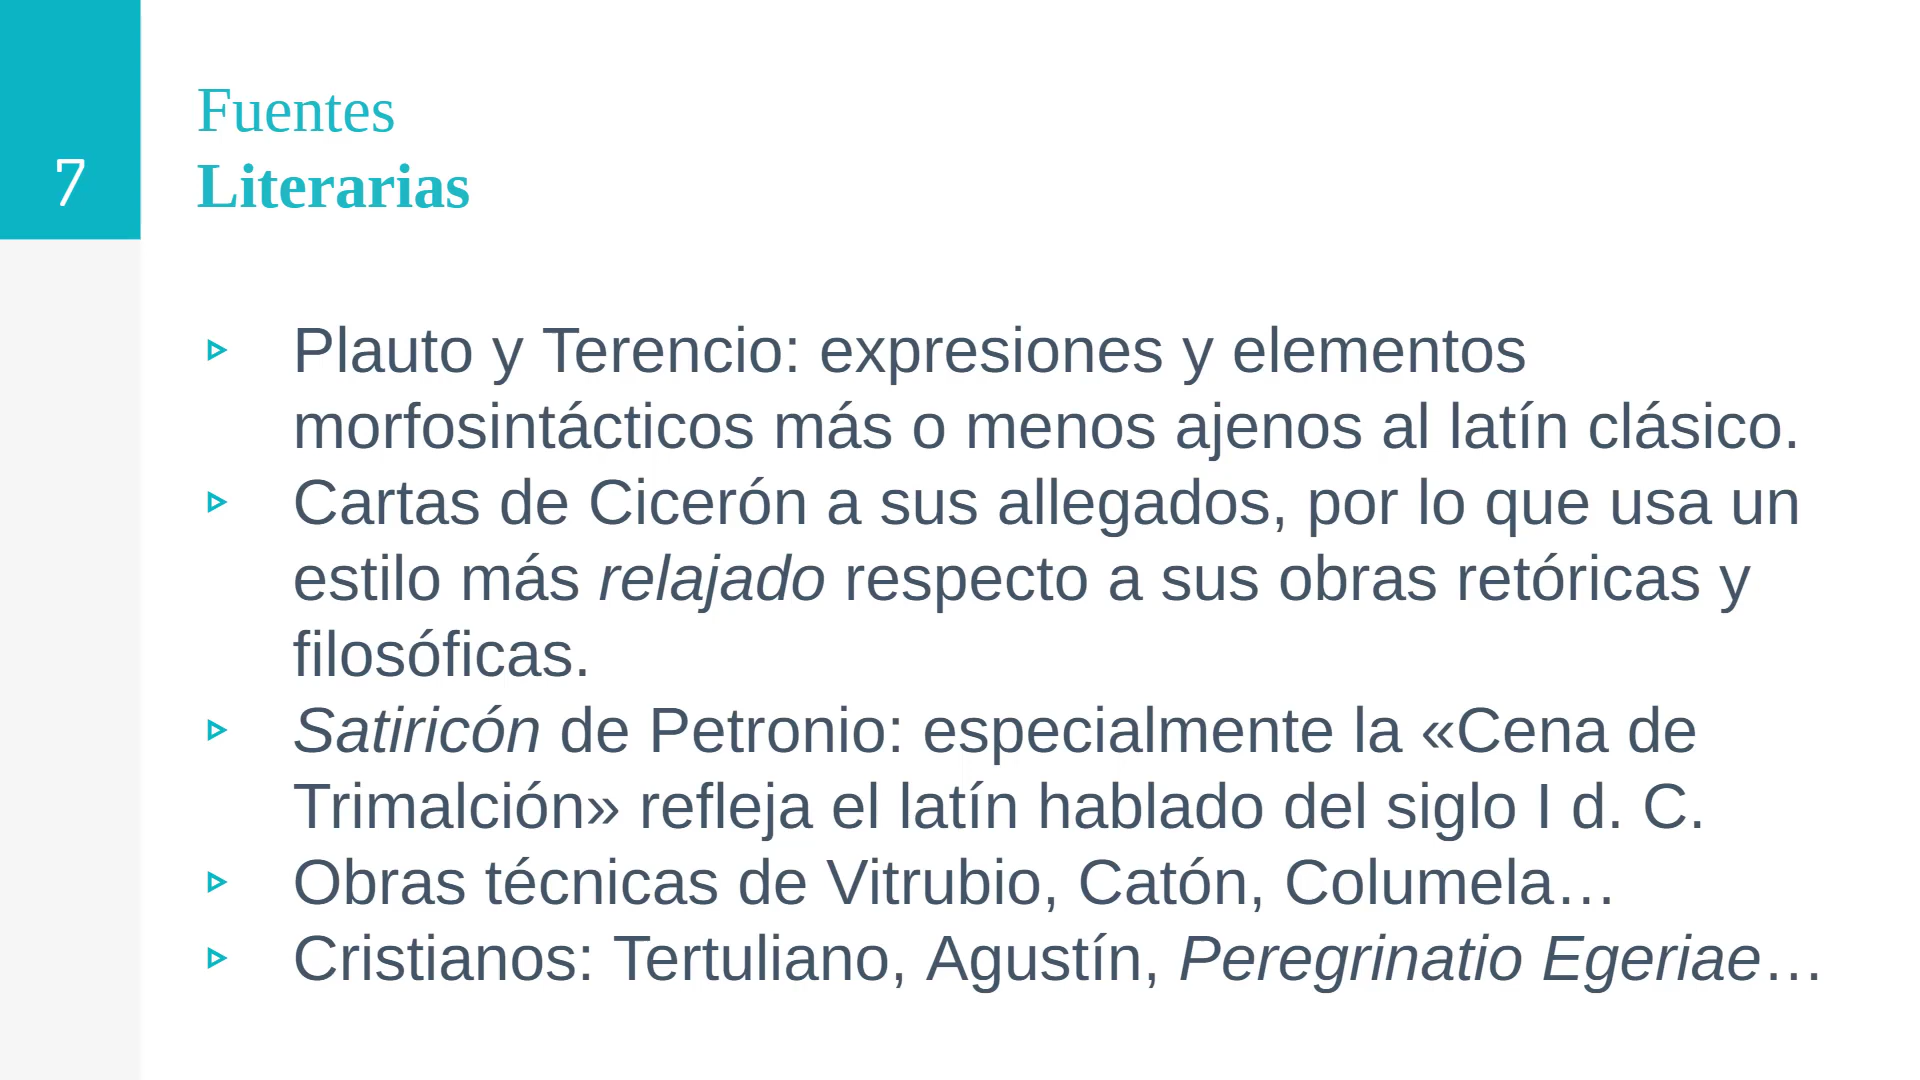 7
Fuentes
Literarias
Plauto y Terencio: expresiones y elementos
morfosintácticos más o menos ajenos al latín clásico.
Cartas de Cicerón a sus allegados, por lo que usa un
estilo más relajado respecto a sus obras retóricas y
filosóficas.
Satiricón de Petronio: especialmente la «Cena de
Trimalción» refleja el latín hablado del siglo I d. C.
Obras técnicas de Vitrubio, Catón, Columela…
Cristianos: Tertuliano, Agustín, Peregrinatio Egeriae…